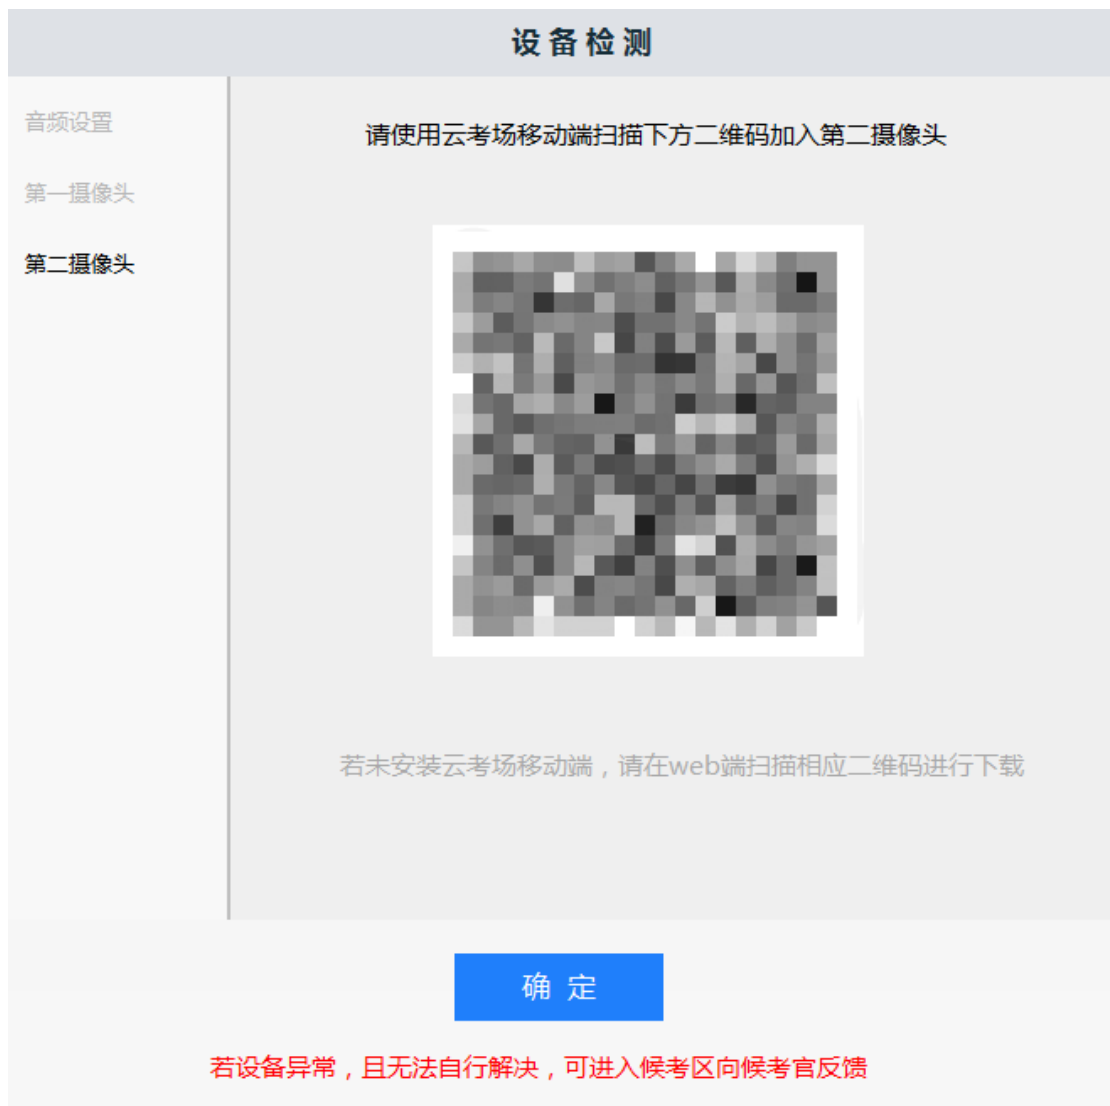 设备检测
音频设置
第一摄像头
第二摄像头
请使用云考场移动端扫描下方二维码加入第二摄像头
若未安装云考场移动端，请在web端扫描相应二维码进行下载
确定
若设备异常，且无法自行解决，可进入候考区向候考官反馈